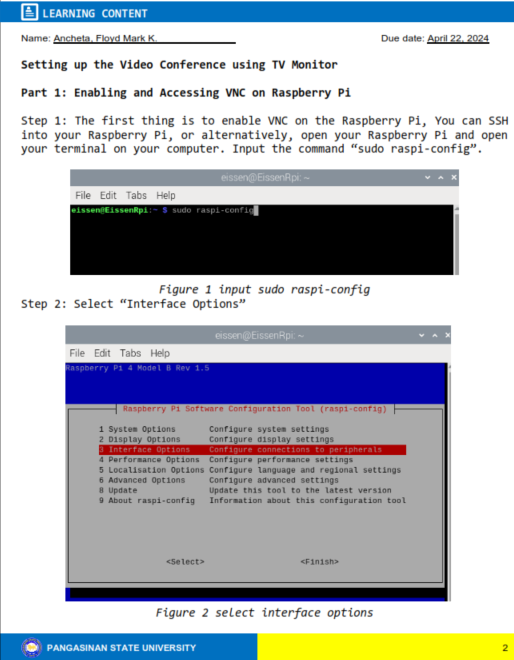 LEARNING CONTENT
Name: Ancheta, Floyd Mark K. Due date: April 22, 2024
Setting up the Video Conference using TV Monitor
Part 1: Enabling and Accessing VNC on Raspberry Pi
Step 1: The first thing is to enable VNC on the Raspberry Pi, You can SSH
into your Raspberry Pi, or alternatively, open your Raspberry Pi and open
your terminal on your computer. Input the command “sudo raspi-config”.
eissen@EissenRpi: ~
File Edit Tabs Help
eissen@EissenRpi:~ $ sudo raspi-config
Figure 1 input sudo raspi-config
Step 2: Select “Interface Options”
eissen@EissenRpi: ~
File Edit Tabs Help
Raspberry Pi 4 Model B Rev 1.5
Raspberry Pi Software Configuration Tool (raspi-config)
1 System Options Configure system settings
2 Display Options Configure display settings
3 Interface Options Configure connections to peripherals
4 Performance Options Configure performance settings
5 Localisation Options Configure language and regional settings
6 Advanced Options Configure advanced settings
8 Update Update this tool to the latest version
9 About raspi-config Information about this configuration tool
<Select> <Finish>
Figure 2 select interface options
PANGASINAN STATE UNIVERSITY 2